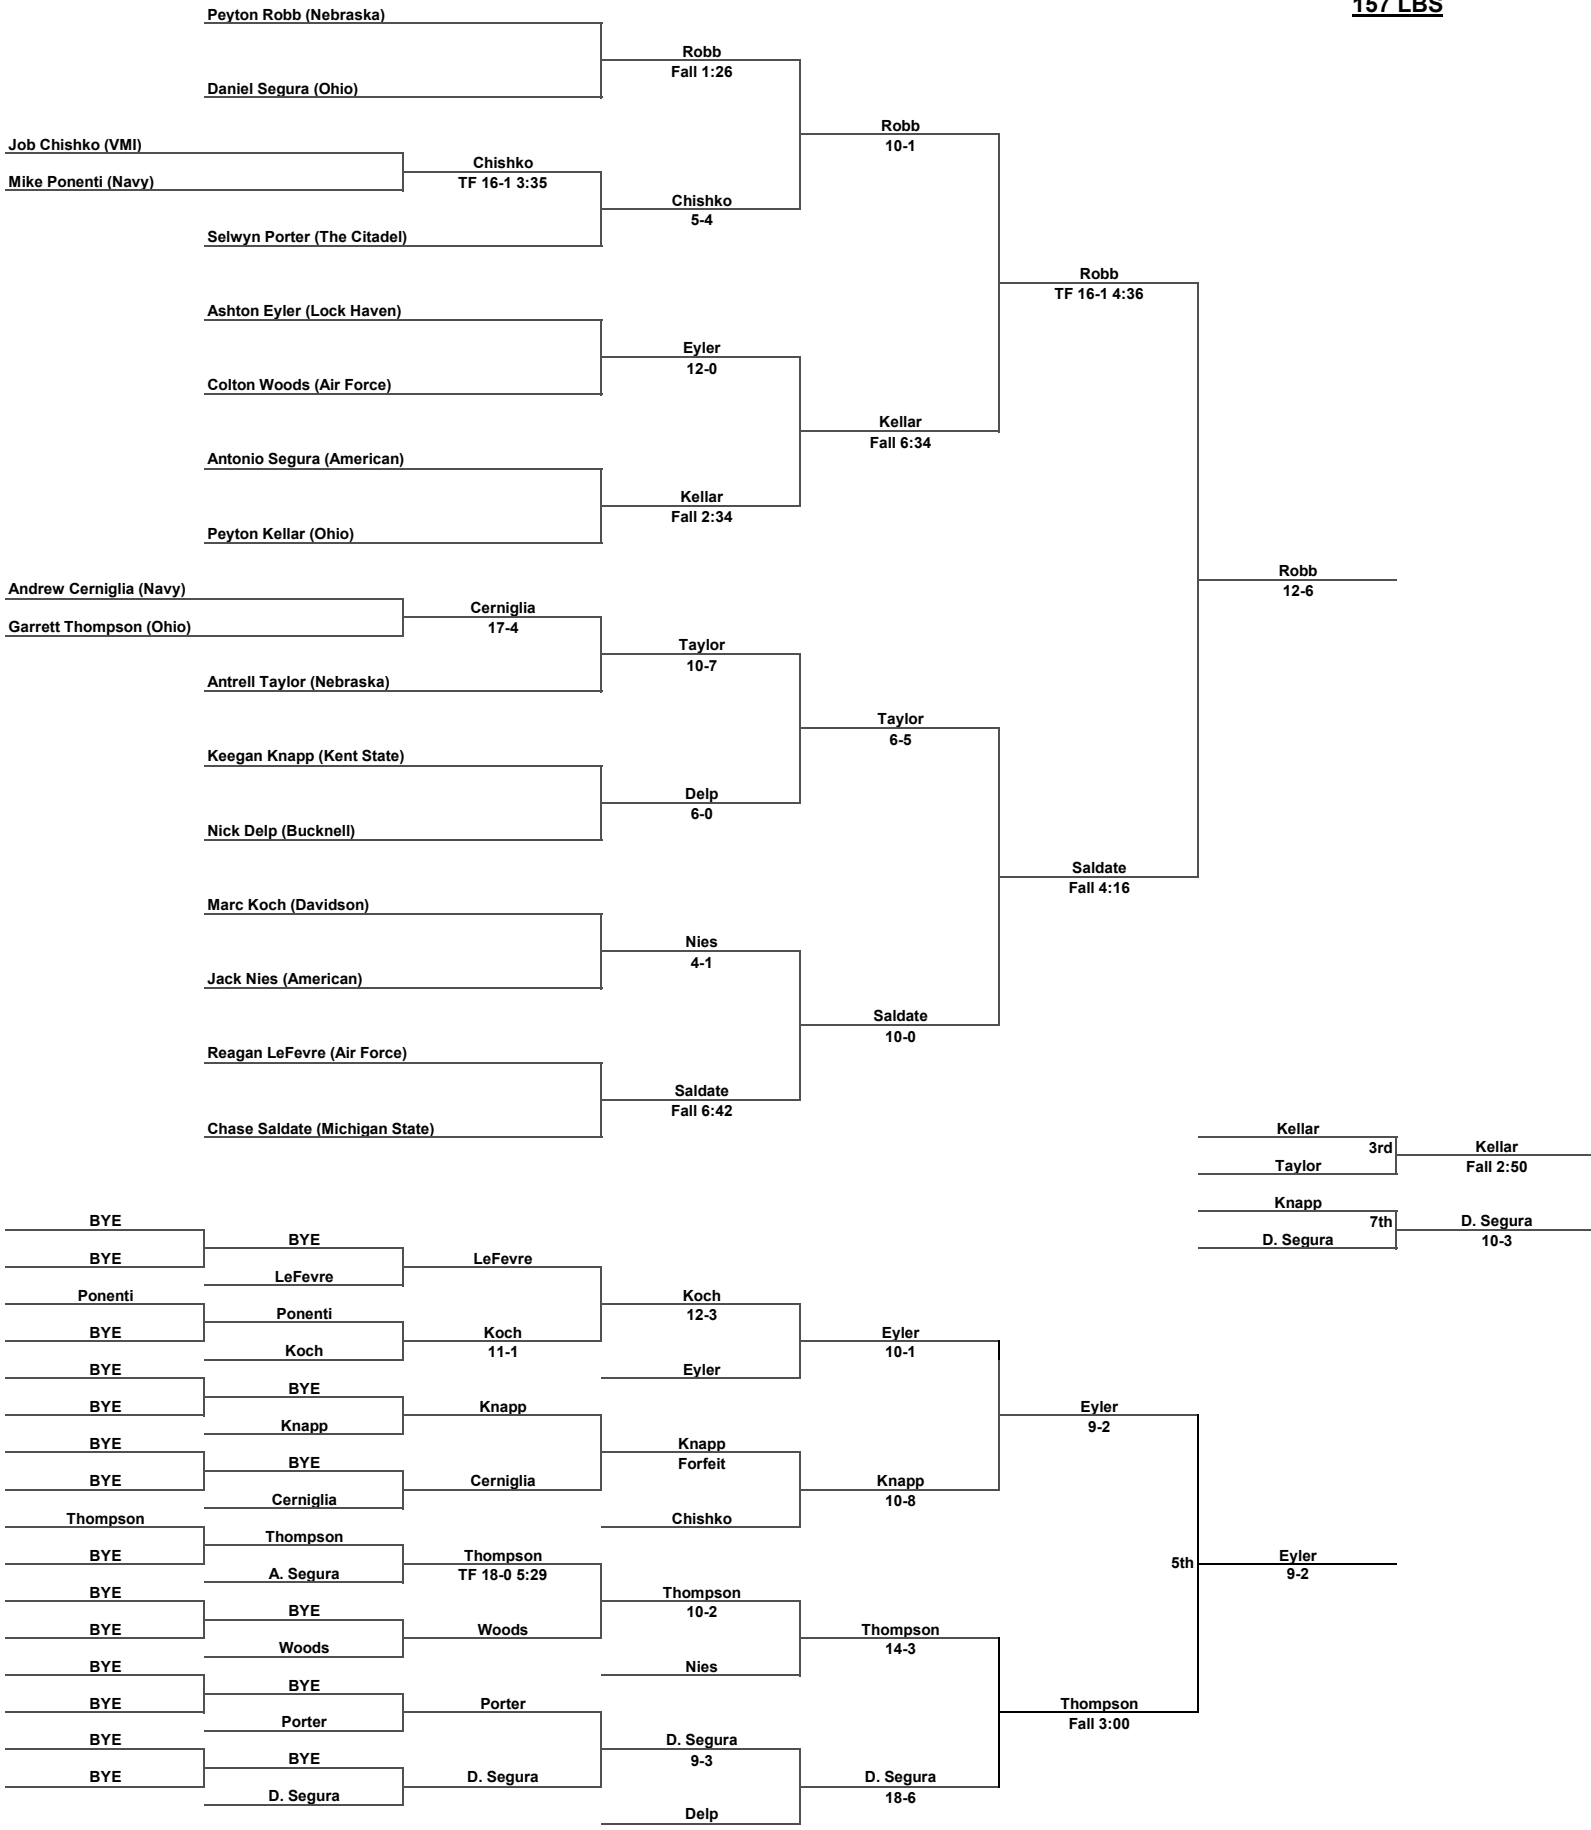 157 LBS
Peyton Robb (Nebraska)
Robb
Fall 1:26
Daniel Segura (Ohio)
Robb
10-1
Job Chishko (VMI)
Chishko
TF 16-1 3:35
Mike Ponenti (Navy)
Chishko
5-4
Selwyn Porter (The Citadel)
Robb
TF 16-1 4:36
Ashton Eyler (Lock Haven)
Eyler
12-0
Colton Woods (Air Force)
Kellar
Fall 6:34
Antonio Segura (American)
Kellar
Fall 2:34
Peyton Kellar (Ohio)
Robb
12-6
Andrew Cerniglia (Navy)
Cerniglia
17-4
Garrett Thompson (Ohio)
Taylor
10-7
Antrell Taylor (Nebraska)
Taylor
6-5
Keegan Knapp (Kent State)
Delp
6-0
Nick Delp (Bucknell)
Saldate
Fall 4:16
Marc Koch (Davidson)
Nies
4-1
Jack Nies (American)
Saldate
10-0
Reagan LeFevre (Air Force)
Saldate
Fall 6:42
Chase Saldate (Michigan State)
Kellar
3rd
Kellar
Fall 2:50
Taylor
Knapp
7th
D. Segura
10-3
D. Segura
BYE
BYE
BYE
LeFevre
LeFevre
Ponenti
Ponenti
BYE
Koch
Koch
11-1
Koch
12-3
Eyler
Eyler
10-1
BYE
BYE
BYE
Knapp
Knapp
BYE
BYE
BYE
Cerniglia
Cerniglia
Knapp
Forfeit
Chishko
Knapp
10-8
Eyler
9-2
Thompson
Thompson
BYE
A. Segura
Thompson
TF 18-0 5:29
BYE
BYE
BYE
Woods
Woods
Thompson
10-2
Nies
Thompson
14-3
5th
Eyler
9-2
BYE
BYE
BYE
Porter
Porter
BYE
BYE
BYE
D. Segura
D. Segura
D. Segura
9-3
Delp
D. Segura
18-6
Thompson
Fall 3:00